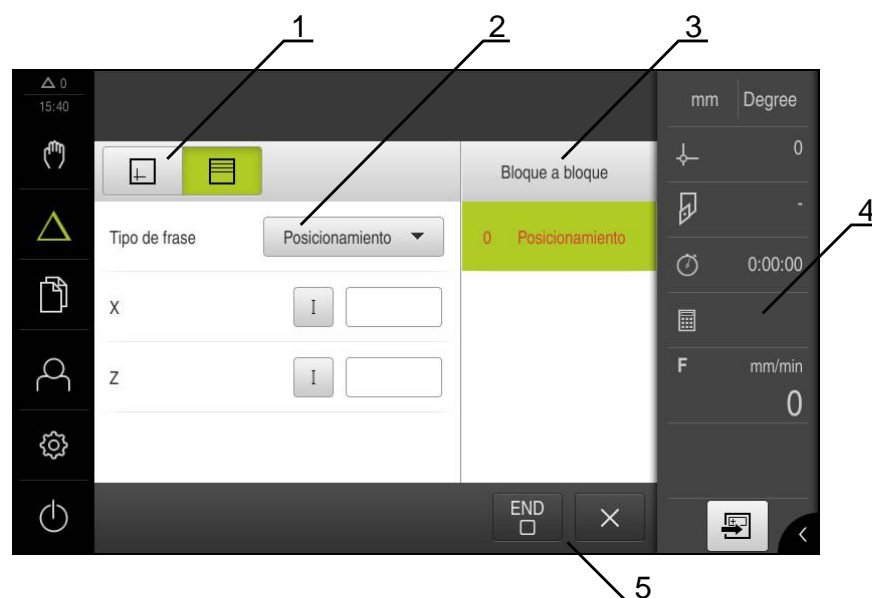 1 2 3
0
15:40
mm Degree
0
Bloque a bloque
-
4
Tipo de frase Posicionamiento
0 Posicionamiento
0:00:00
X I
F mm/min
Z I
0
END
5